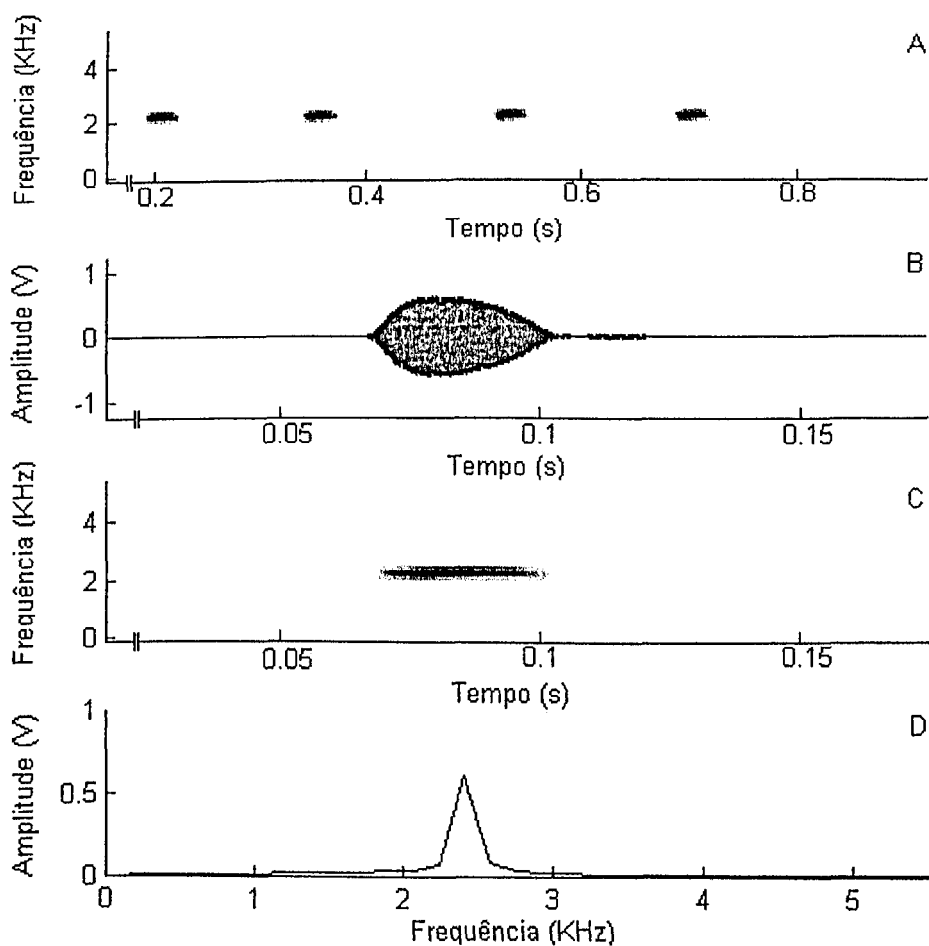 A
Frequência (KHz)
4
2
0
0.2 0.4 0.6 0.8
Tempo (s)
B
Amplitude (V)
1
0
-1
0.05 0.1 0.15
Tempo (s)
C
Frequência (KHz)
4
2
0
0.05 0.1 0.15
Tempo (s)
D
Amplitude (V)
1
0.5
0
0 1 2 3 4 5
Frequência (KHz)